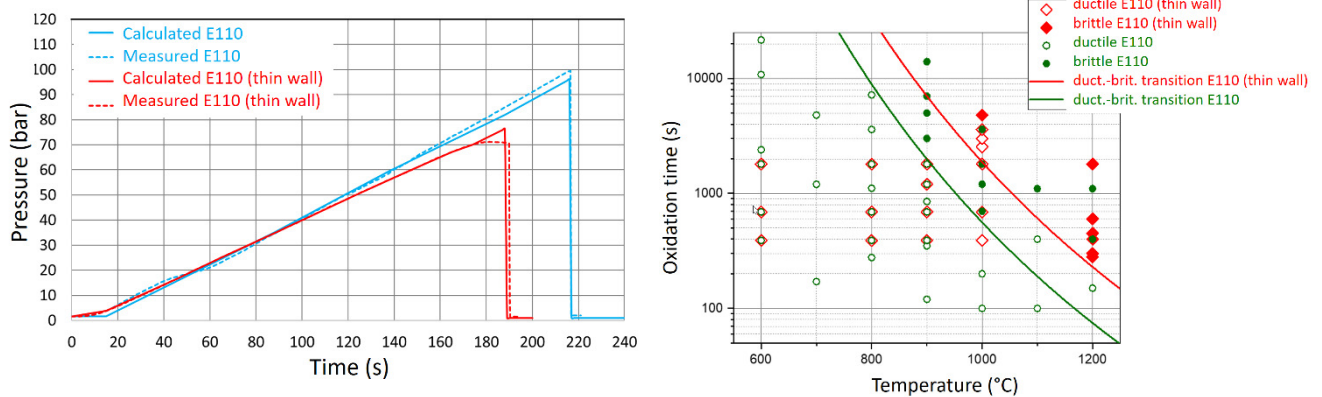 120
110
100
90
80
70
60
50
40
30
20
10
0
Pressure (bar)
Calculated E110
Measured E110
Calculated E110 (thin wall)
Measured E110 (thin wall)
0 20 40 60 80 100 120 140 160 180 200 220 240
Time (s)
ductile E110 (thin wall)
brittle E110 (thin wall)
ductile E110
brittle E110
duct.-brit. transition E110 (thin wall)
duct.-brit. transition E110
10000
1000
100
Oxidation time (s)
600 700 800 900 1000 1100 1200
Temperature (°C)